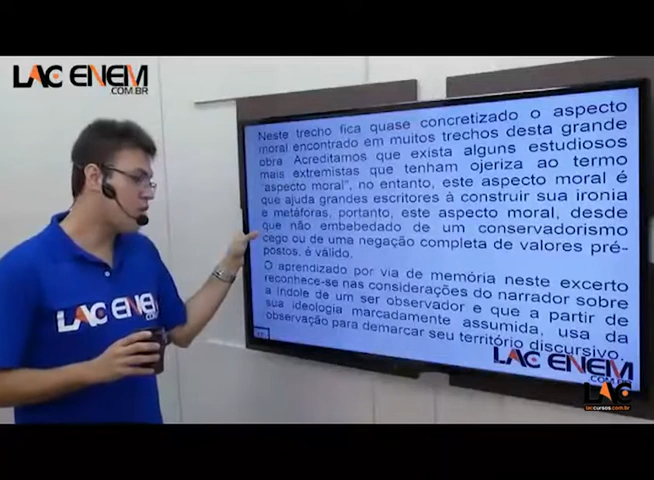 LAC ENEM
.COM.BR
Neste trecho fica quase concretizado o aspecto
moral encontrado em muitos trechos desta grande
obra. Acreditamos que exista alguns estudiosos
mais extremistas que tenham ojeriza ao termo
"aspecto moral", no entanto, este aspecto moral é
que ajuda grandes escritores à construir sua ironia
e metáforas, portanto, este aspecto moral, desde
que não embebedado de um conservadorismo
cego ou de uma negação completa de valores pré-
postos, é válido.
O aprendizado por via de memória neste excerto
reconhece-se nas considerações do narrador sobre
a índole de um ser observador e que a partir de
sua ideologia, marcadamente assumida, usa da
observação para demarcar seu território discursivo.
LAC ENEM
.COM.BR
LAC ENEM
.COM.BR
LAC
laccursos.com.br